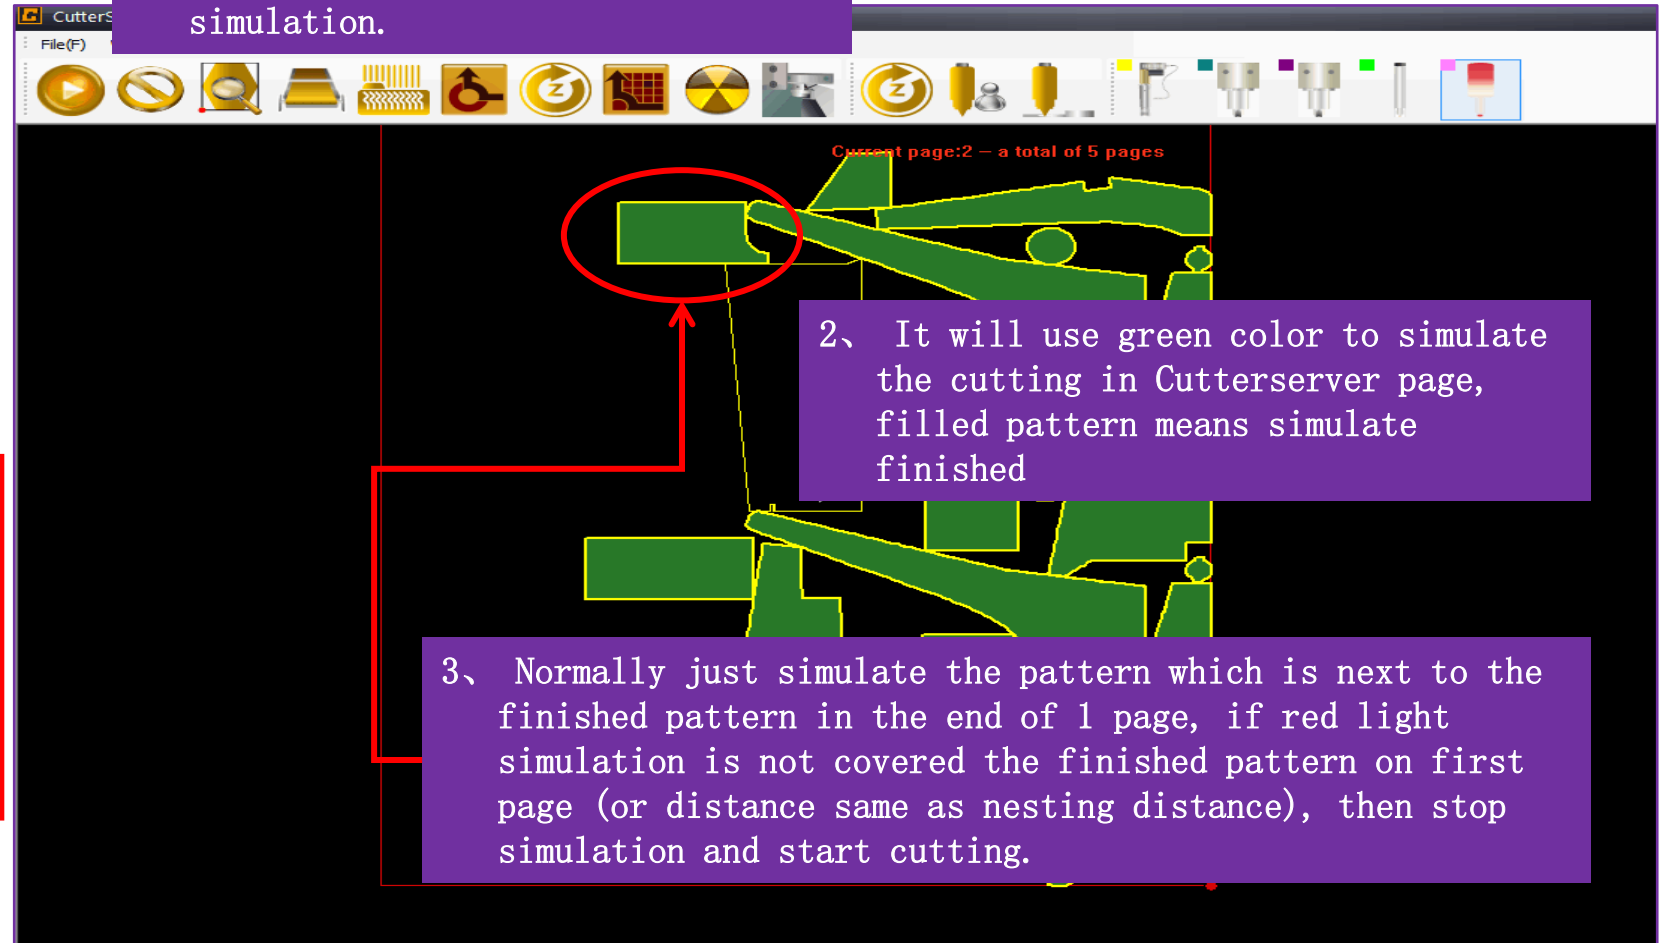 simulation.
CutterS
File(F)
Current page:2 — a total of 5 pages
2、 It will use green color to simulate
the cutting in Cutterserver page,
filled pattern means simulate
finished
3、 Normally just simulate the pattern which is next to the
finished pattern in the end of 1 page, if red light
simulation is not covered the finished pattern on first
page (or distance same as nesting distance), then stop
simulation and start cutting.